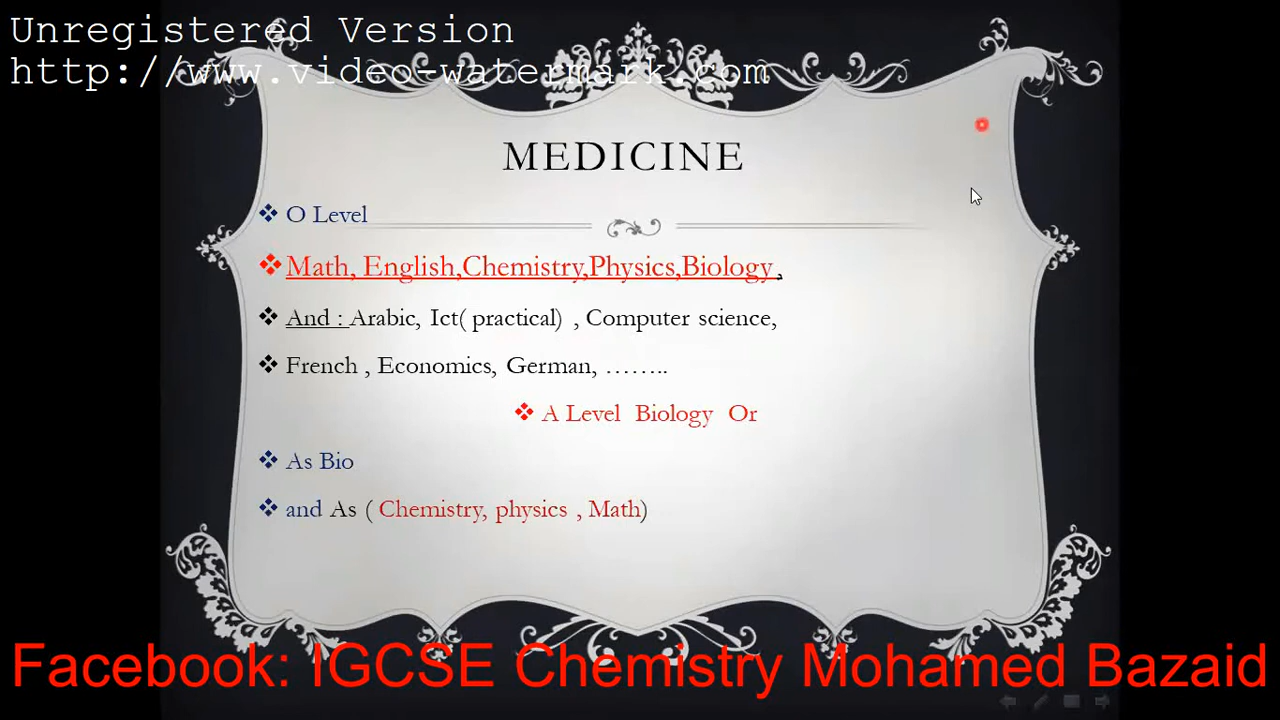 Unregistered Version
http://www.video-watermark.com
MEDICINE
O Level
Math, English,Chemistry,Physics,Biology ,
And : Arabic, Ict( practical) , Computer science,
French , Economics, German, ……..
A Level Biology Or
As Bio
and As ( Chemistry, physics , Math)
Facebook: IGCSE Chemistry Mohamed Bazaid